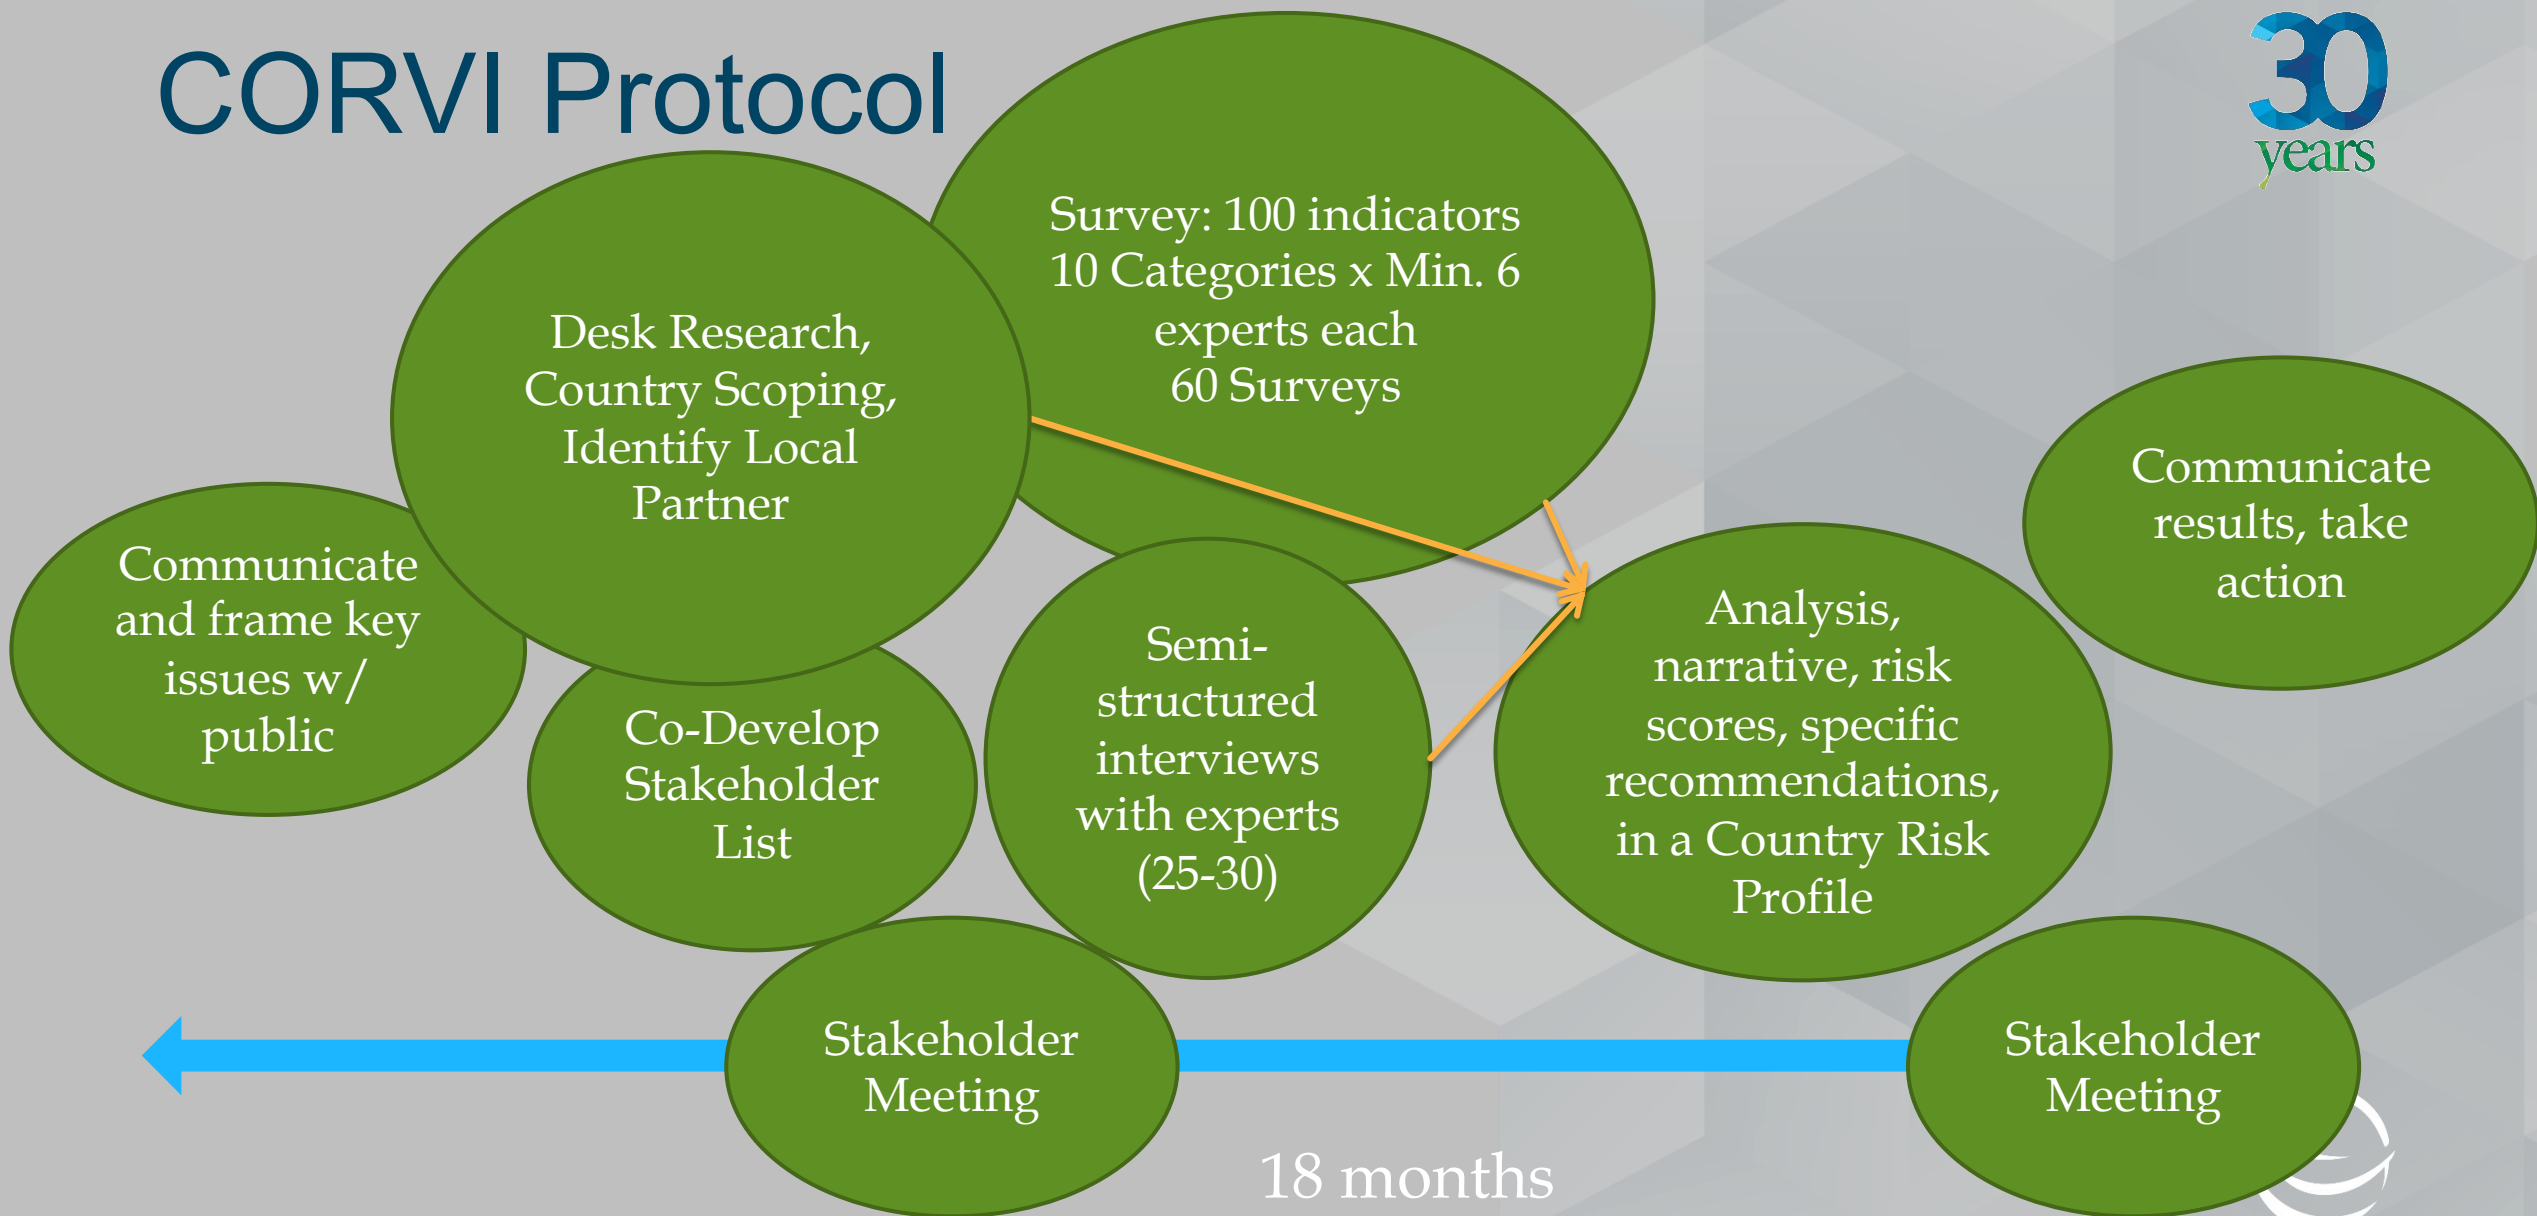 CORVI Protocol
30
years
Survey: 100 indicators
10 Categories x Min. 6
experts each
60 Surveys
Desk Research,
Country Scoping,
Identify Local
Partner
Communicate
results, take
action
Communicate
and frame key
issues w/
public
Co-Develop
Stakeholder
List
Semi-
structured
interviews
with experts
(25-30)
Analysis,
narrative, risk
scores, specific
recommendations,
in a Country Risk
Profile
Stakeholder
Meeting
Stakeholder
Meeting
18 months